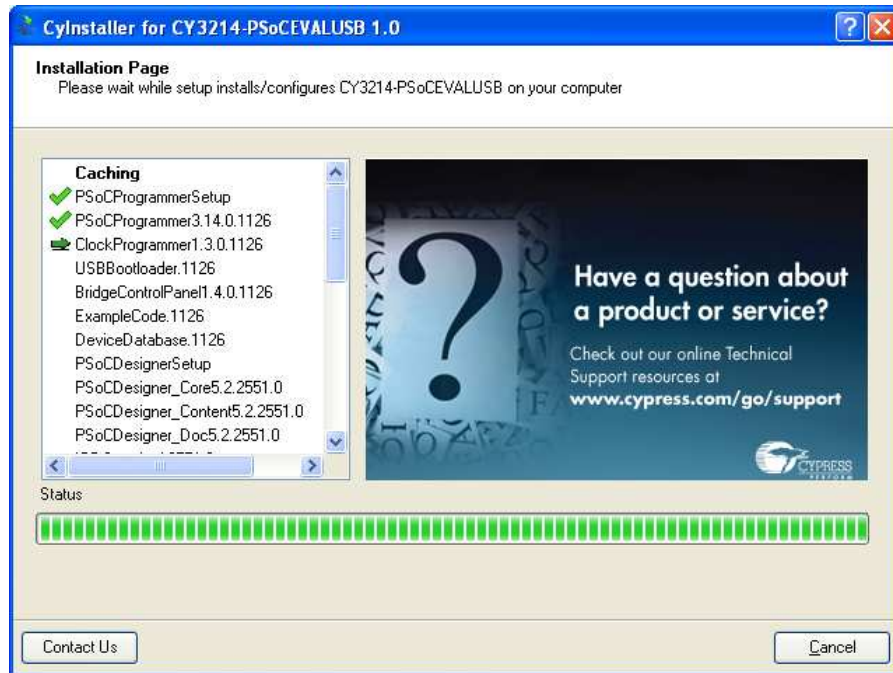 CyInstaller for CY3214-PSoCEVALUSB 1.0
Installation Page
Please wait while setup installs/configures CY3214-PSoCEVALUSB on your computer
Caching
PSoCProgrammerSetup
PSoCProgrammer3.14.0.1126
ClockProgrammer1.3.0.1126
USBBootloader.1126
BridgeControlPanel1.4.0.1126
ExampleCode.1126
DeviceDatabase.1126
PSoCDesignerSetup
PSoCDesigner_Core5.2.2551.0
PSoCDesigner_Content5.2.2551.0
PSoCDesigner_Doc5.2.2551.0
?
Have a question about
a product or service?
Check out our online Technical
Support resources at
www.cypress.com/go/support
CYPRESS
PERFORM
Status
Contact Us
Cancel